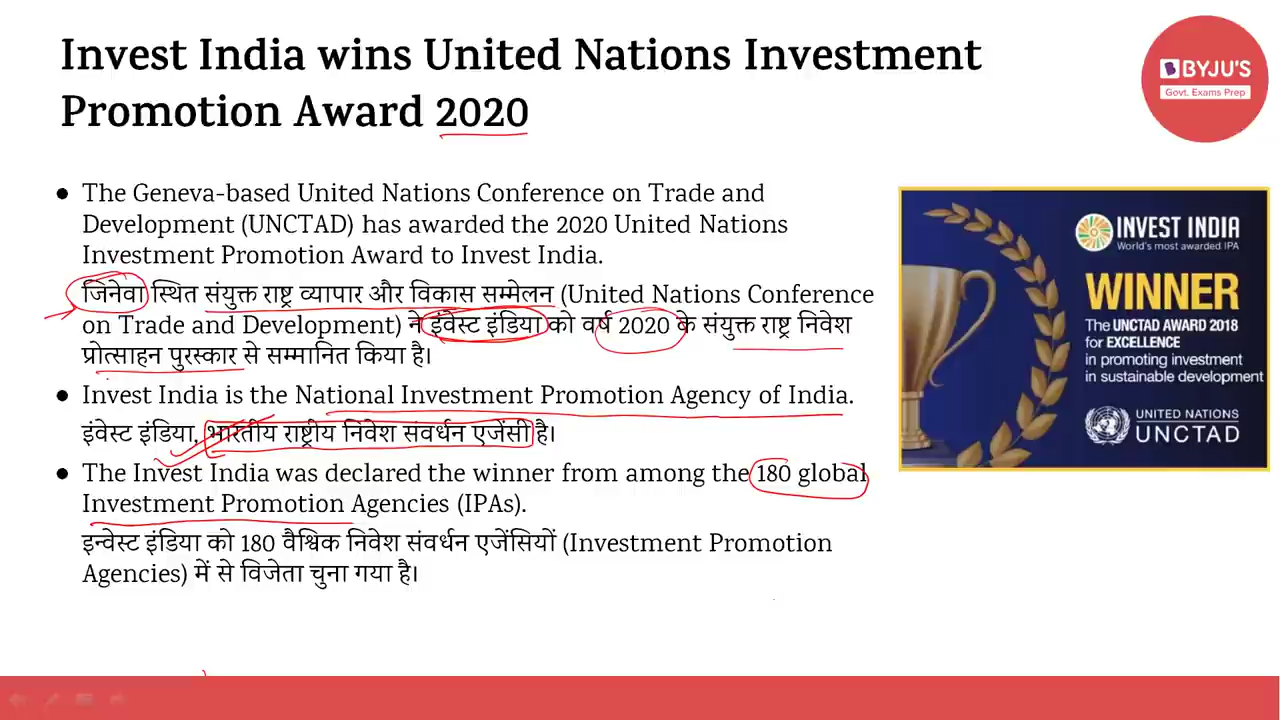 Invest India wins United Nations Investment
Promotion Award 2020
BYJU'S
Govt. Exams Prep
● The Geneva-based United Nations Conference on Trade and
Development (UNCTAD) has awarded the 2020 United Nations
Investment Promotion Award to Invest India.
जिनेवा स्थित संयुक्त राष्ट्र व्यापार और विकास सम्मेलन (United Nations Conference
on Trade and Development) ने इंवेस्ट इंडिया को वर्ष 2020 के संयुक्त राष्ट्र निवेश
प्रोत्साहन पुरस्कार से सम्मानित किया है।
● Invest India is the National Investment Promotion Agency of India.
इंवेस्ट इंडिया, भारतीय राष्ट्रीय निवेश संवर्धन एजेंसी है।
● The Invest India was declared the winner from among the 180 global
Investment Promotion Agencies (IPAs).
इन्वेस्ट इंडिया को 180 वैश्विक निवेश संवर्धन एजेंसियों (Investment Promotion
Agencies) में से विजेता चुना गया है।
INVEST INDIA
World's most awarded IPA
WINNER
The UNCTAD AWARD 2018
for EXCELLENCE
in promoting investment
in sustainable development
UNITED NATIONS
UNCTAD